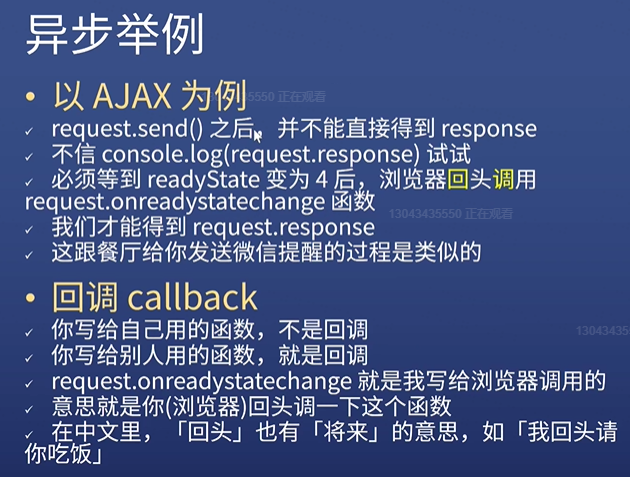 异步举例
• 以 AJAX 为例
✓ request.send() 之后，并不能直接得到 response
✓ 不信 console.log(request.response) 试试
✓ 必须等到 readyState 变为 4 后，浏览器回头调用
request.onreadystatechange 函数
✓ 我们才能得到 request.response
✓ 这跟餐厅给你发送微信提醒的过程是类似的
• 回调 callback
✓ 你写给自己用的函数，不是回调
✓ 你写给别人用的函数，就是回调
✓ request.onreadystatechange 就是我写给浏览器调用的
✓ 意思就是你(浏览器)回头调一下这个函数
✓ 在中文里，「回头」也有「将来」的意思，如「我回头请
你吃饭」
5550 正在观看
13043435550 正在观看
13043435